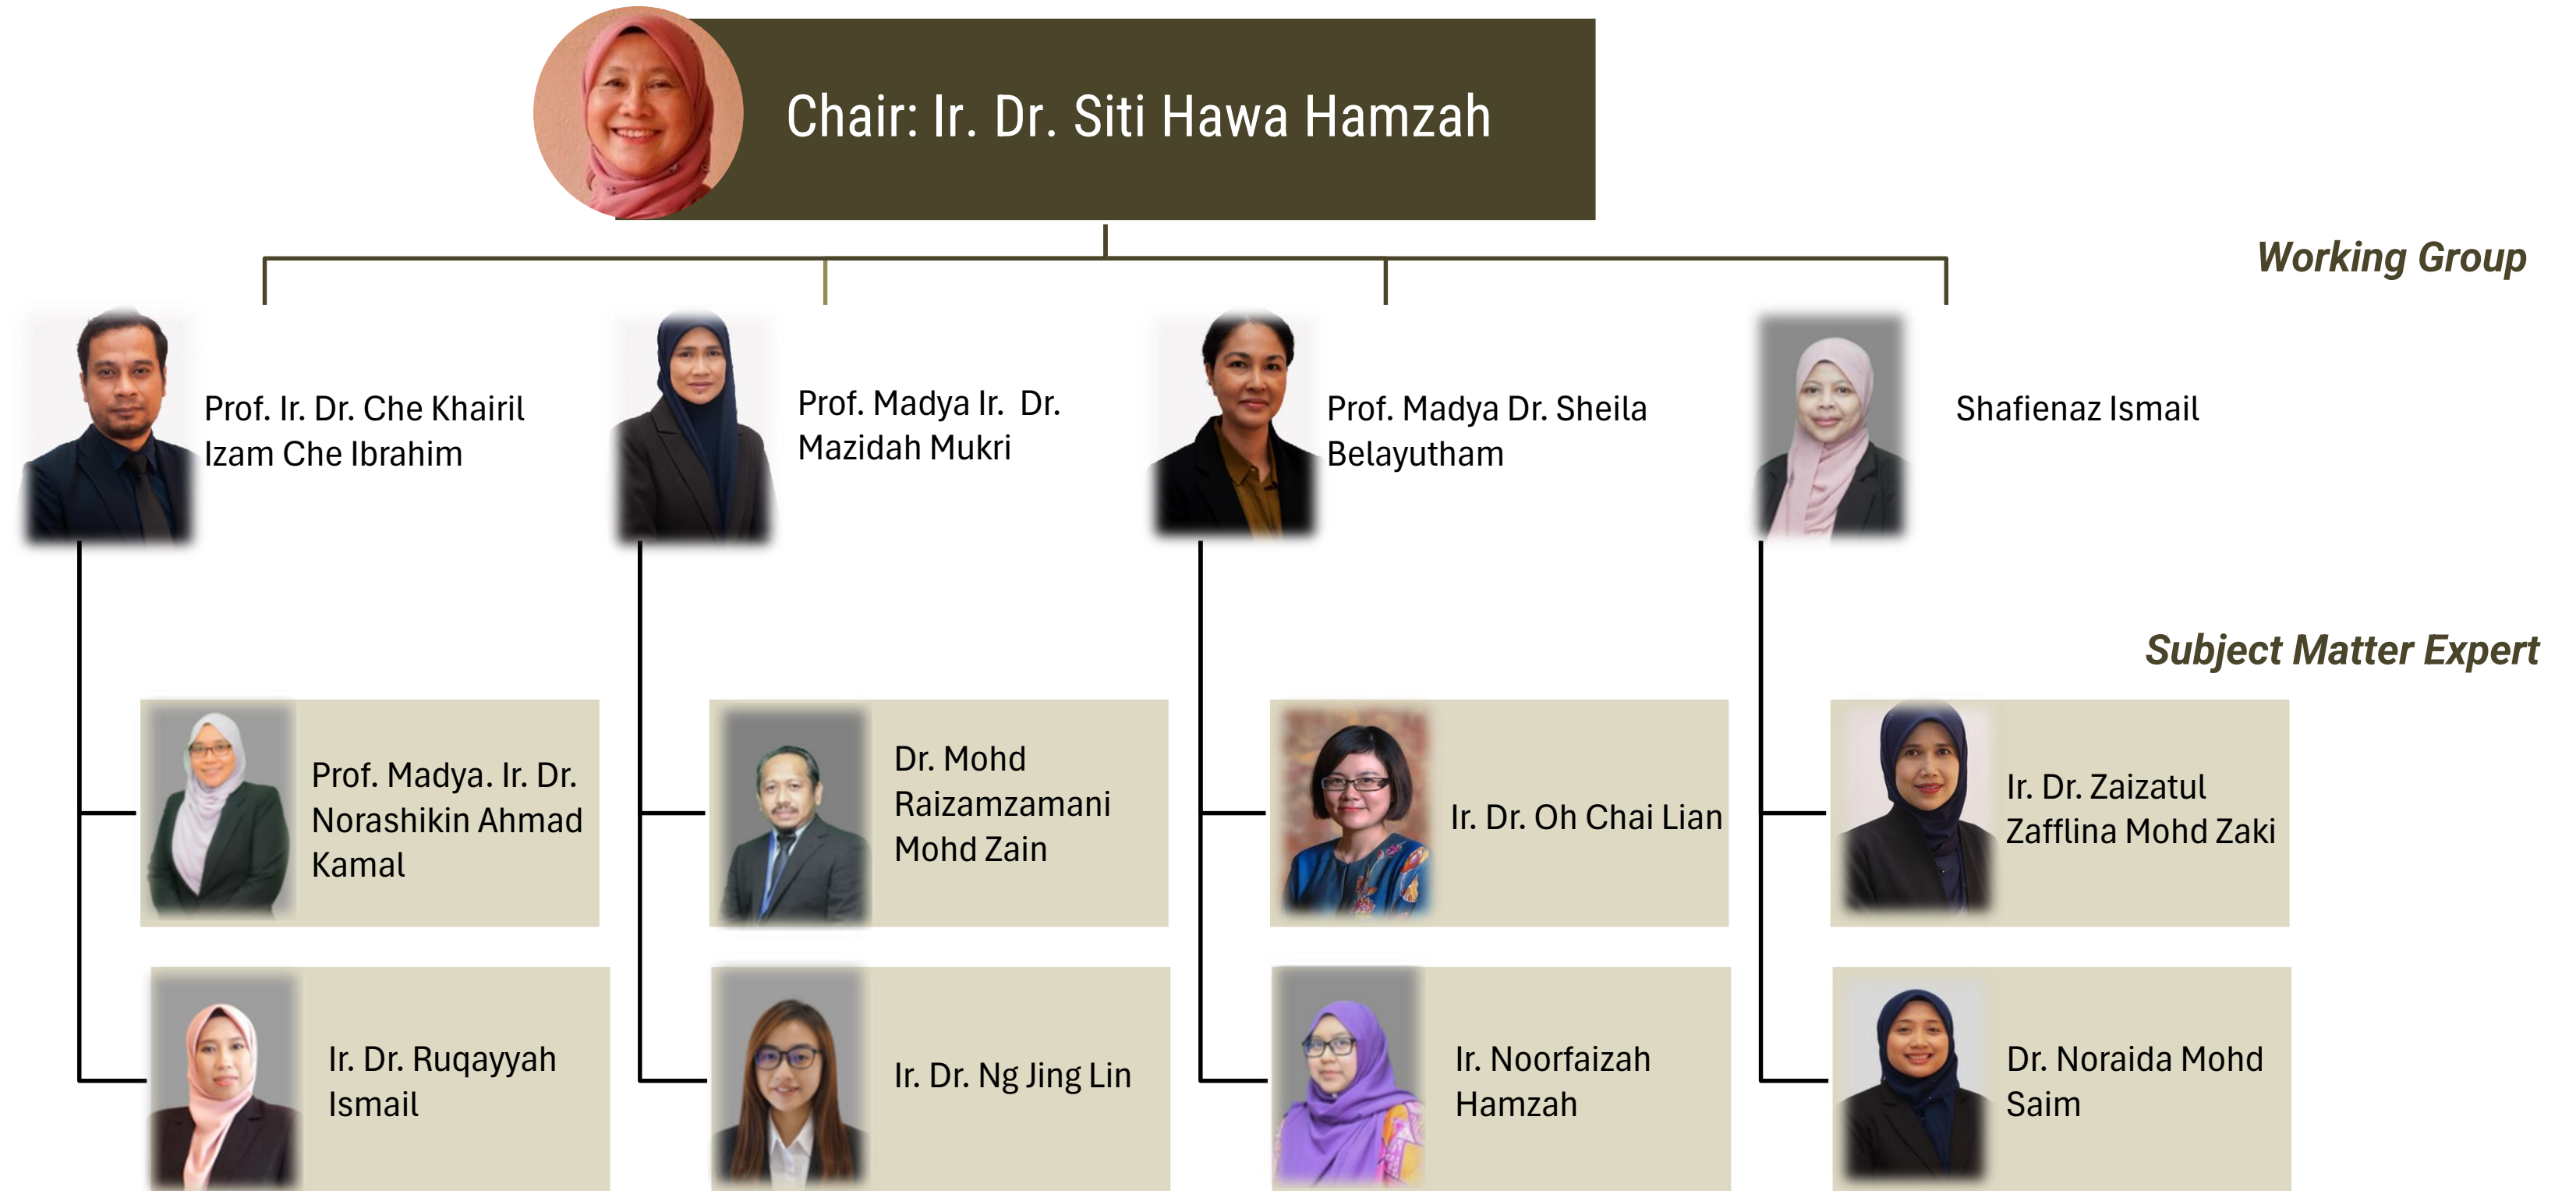 Chair: Ir. Dr. Siti Hawa Hamzah
Working Group
Prof. Ir. Dr. Che Khairil
Izam Che Ibrahim
Prof. Madya Ir. Dr.
Mazidah Mukri
Prof. Madya Dr. Sheila
Belayutham
Shafienaz Ismail
Subject Matter Expert
Prof. Madya. Ir. Dr.
Norashikin Ahmad
Kamal
Dr. Mohd
Raizamzamani
Mohd Zain
Ir. Dr. Oh Chai Lian
Ir. Dr. Zaizatul
Zafflina Mohd Zaki
Ir. Dr. Ruqayyah
Ismail
Ir. Dr. Ng Jing Lin
Ir. Noorfaizah
Hamzah
Dr. Noraida Mohd
Saim